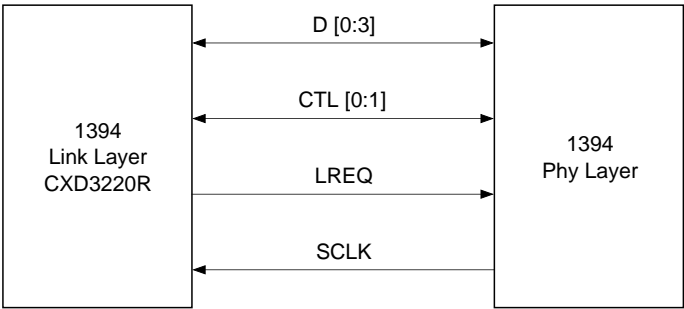 D [0:3]
CTL [0:1]
1394
Link Layer
CXD3220R
1394
Phy Layer
LREQ
SCLK